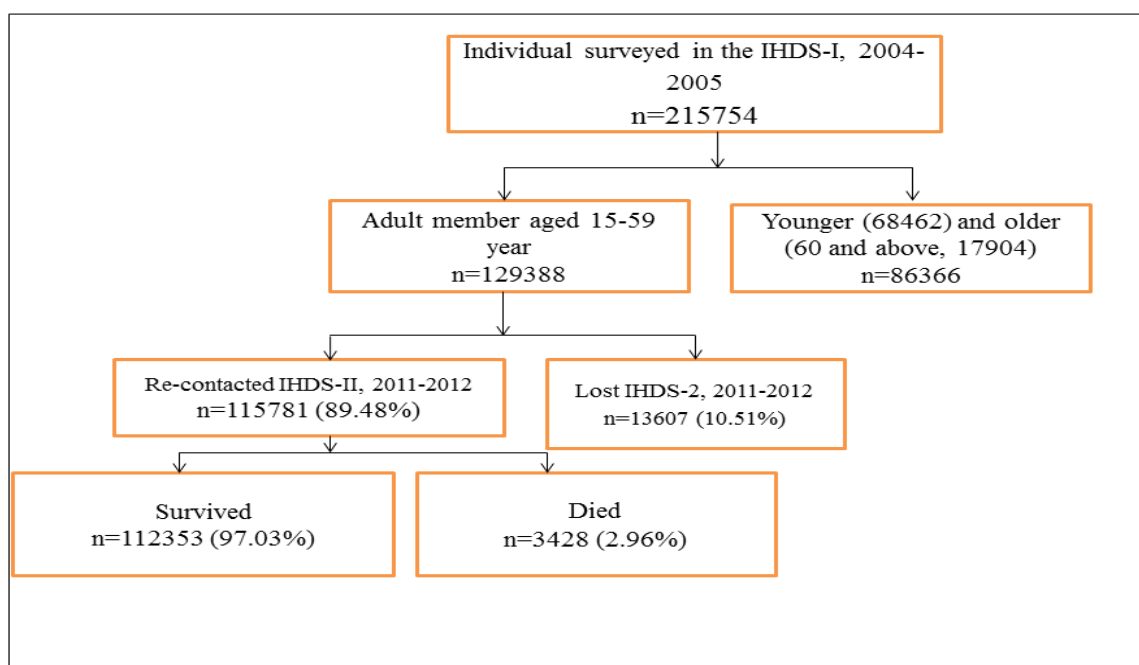 Individual surveyed in the IHDS-I, 2004-
2005
n=215754
Adult member aged 15-59
year
n=129388
Younger (68462) and older
(60 and above, 17904)
n=86366
Re-contacted IHDS-II, 2011-2012
n=115781 (89.48%)
Lost IHDS-2, 2011-2012
n=13607 (10.51%)
Survived
n=112353 (97.03%)
Died
n=3428 (2.96%)